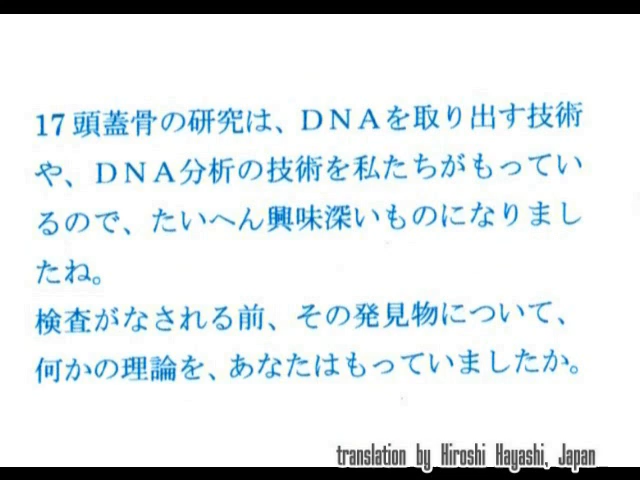 17頭蓋骨の研究は、ＤＮＡを取り出す技術
や、ＤＮＡ分析の技術を私たちがもってい
るので、たいへん興味深いものになりまし
たね。
検査がなされる前、その発見物について、
何かの理論を、あなたはもっていましたか。
translation by Hiroshi Hayashi, Japan